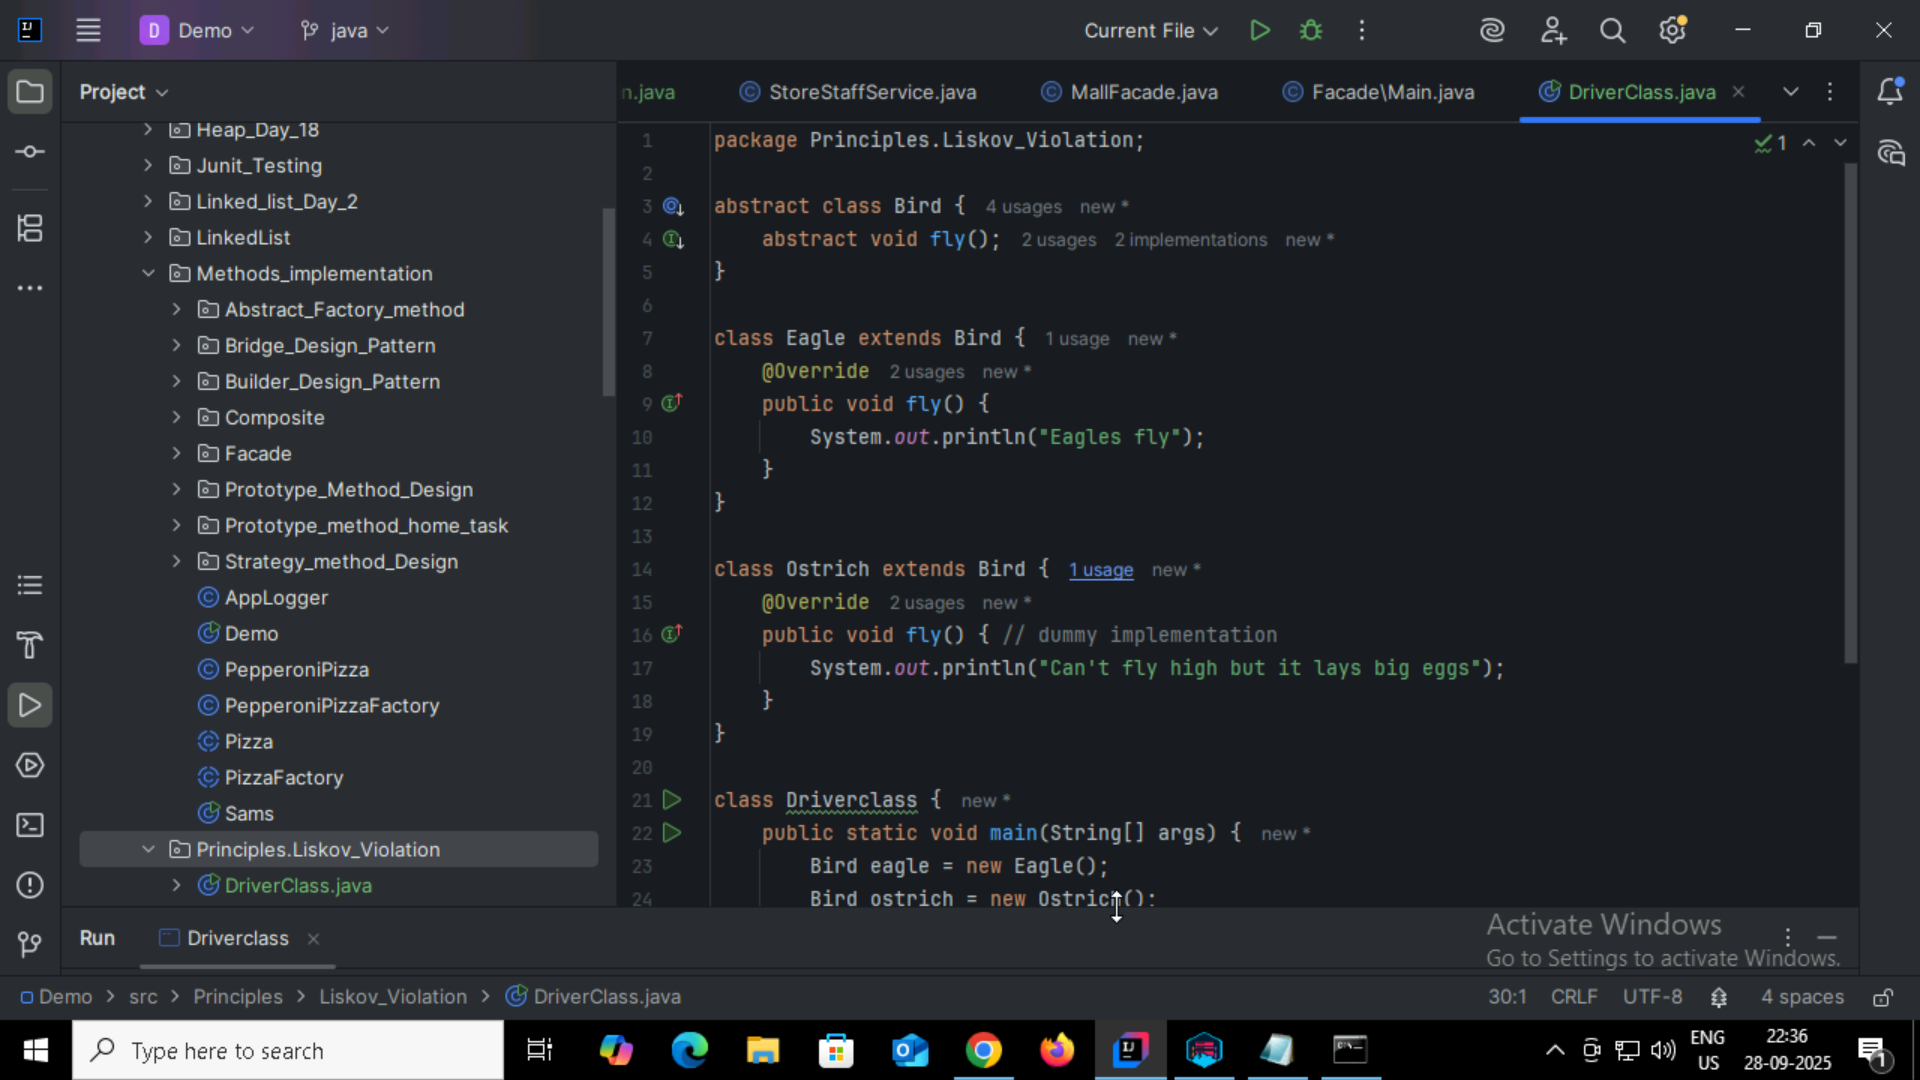 D Demo java Current File
Project
n.java StoreStaffService.java MallFacade.java Facade\Main.java DriverClass.java
Heap_Day_18
Junit_Testing
Linked_list_Day_2
LinkedList
Methods_implementation
Abstract_Factory_method
Bridge_Design_Pattern
Builder_Design_Pattern
Composite
Facade
Prototype_Method_Design
Prototype_method_home_task
Strategy_method_Design
AppLogger
Demo
PepperoniPizza
PepperoniPizzaFactory
Pizza
PizzaFactory
Sams
Principles.Liskov_Violation
DriverClass.java
1 package Principles.Liskov_Violation; 1
2
3 abstract class Bird { 4 usages new *
4 abstract void fly(); 2 usages 2 implementations new *
5 }
6
7 class Eagle extends Bird { 1 usage new *
8 @Override 2 usages new *
9 public void fly() {
10 System.out.println("Eagles fly");
11 }
12 }
13
14 class Ostrich extends Bird { 1 usage new *
15 @Override 2 usages new *
16 public void fly() { // dummy implementation
17 System.out.println("Can't fly high but it lays big eggs");
18 }
19 }
20
21 class Driverclass { new *
22 public static void main(String[] args) { new *
23 Bird eagle = new Eagle();
24 Bird ostrich = new Ostrich();
Run Driverclass
Activate Windows
Go to Settings to activate Windows.
Demo > src > Principles > Liskov_Violation > DriverClass.java 30:1 CRLF UTF-8 4 spaces
Type here to search
ENG
US
22:36
28-09-2025
1